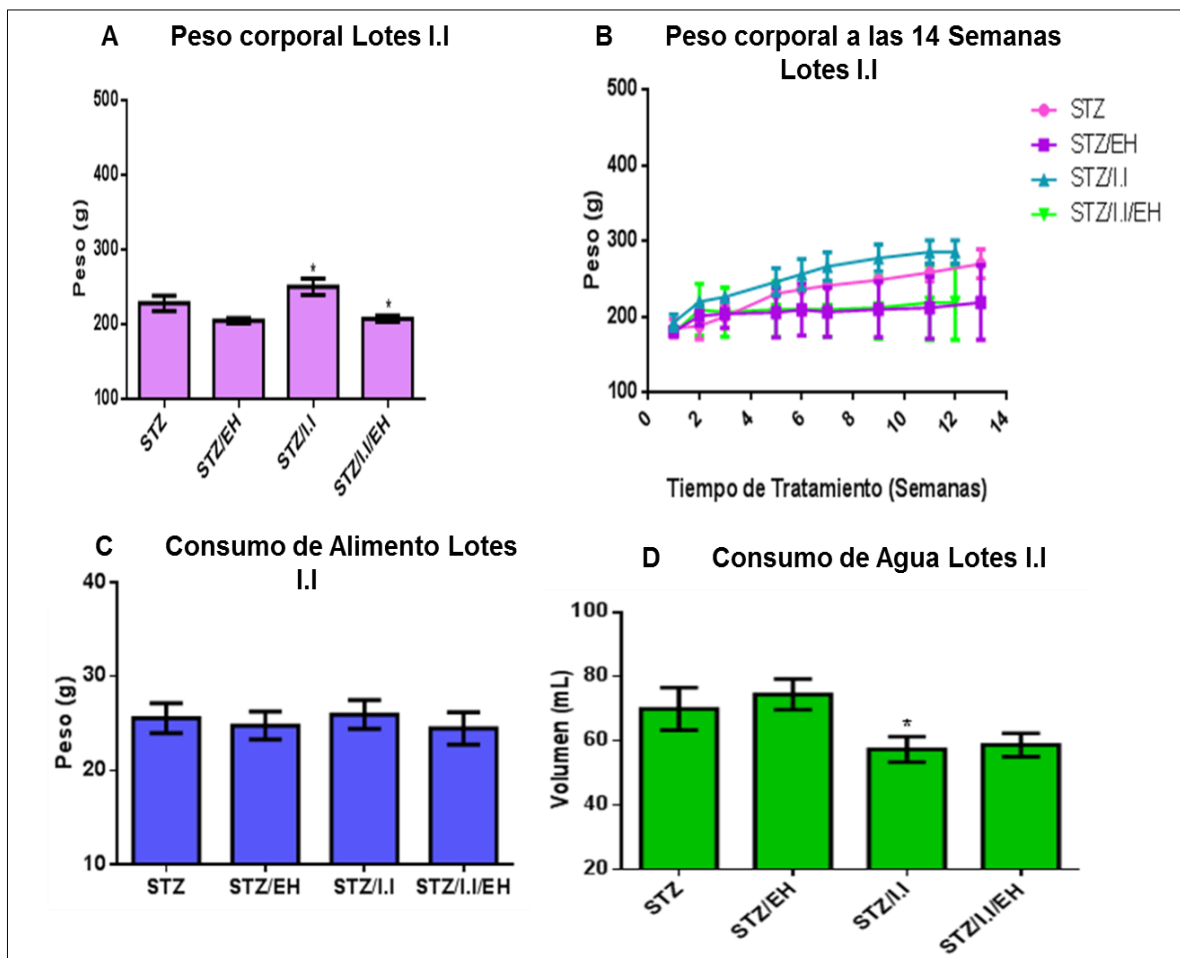 A Peso corporal Lotes I.I
500
400
300
200
100
Peso (g)
*
*
STZ
STZ/EH
STZ/I.I
STZ/I.I/EH
B Peso corporal a las 14 Semanas
Lotes I.I
500
400
300
200
100
Peso (g)
0
2
4
6
8
10
12
14
Tiempo de Tratamiento (Semanas)
STZ
STZ/EH
STZ/I.I
STZ/I.I/EH
C Consumo de Alimento Lotes
I.I
40
30
20
10
Peso (g)
STZ
STZ/EH
STZ/I.I
STZ/I.I/EH
D Consumo de Agua Lotes I.I
100
80
60
40
20
Volumen (mL)
*
STZ
STZ/EH
STZ/I.I
STZ/I.I/EH